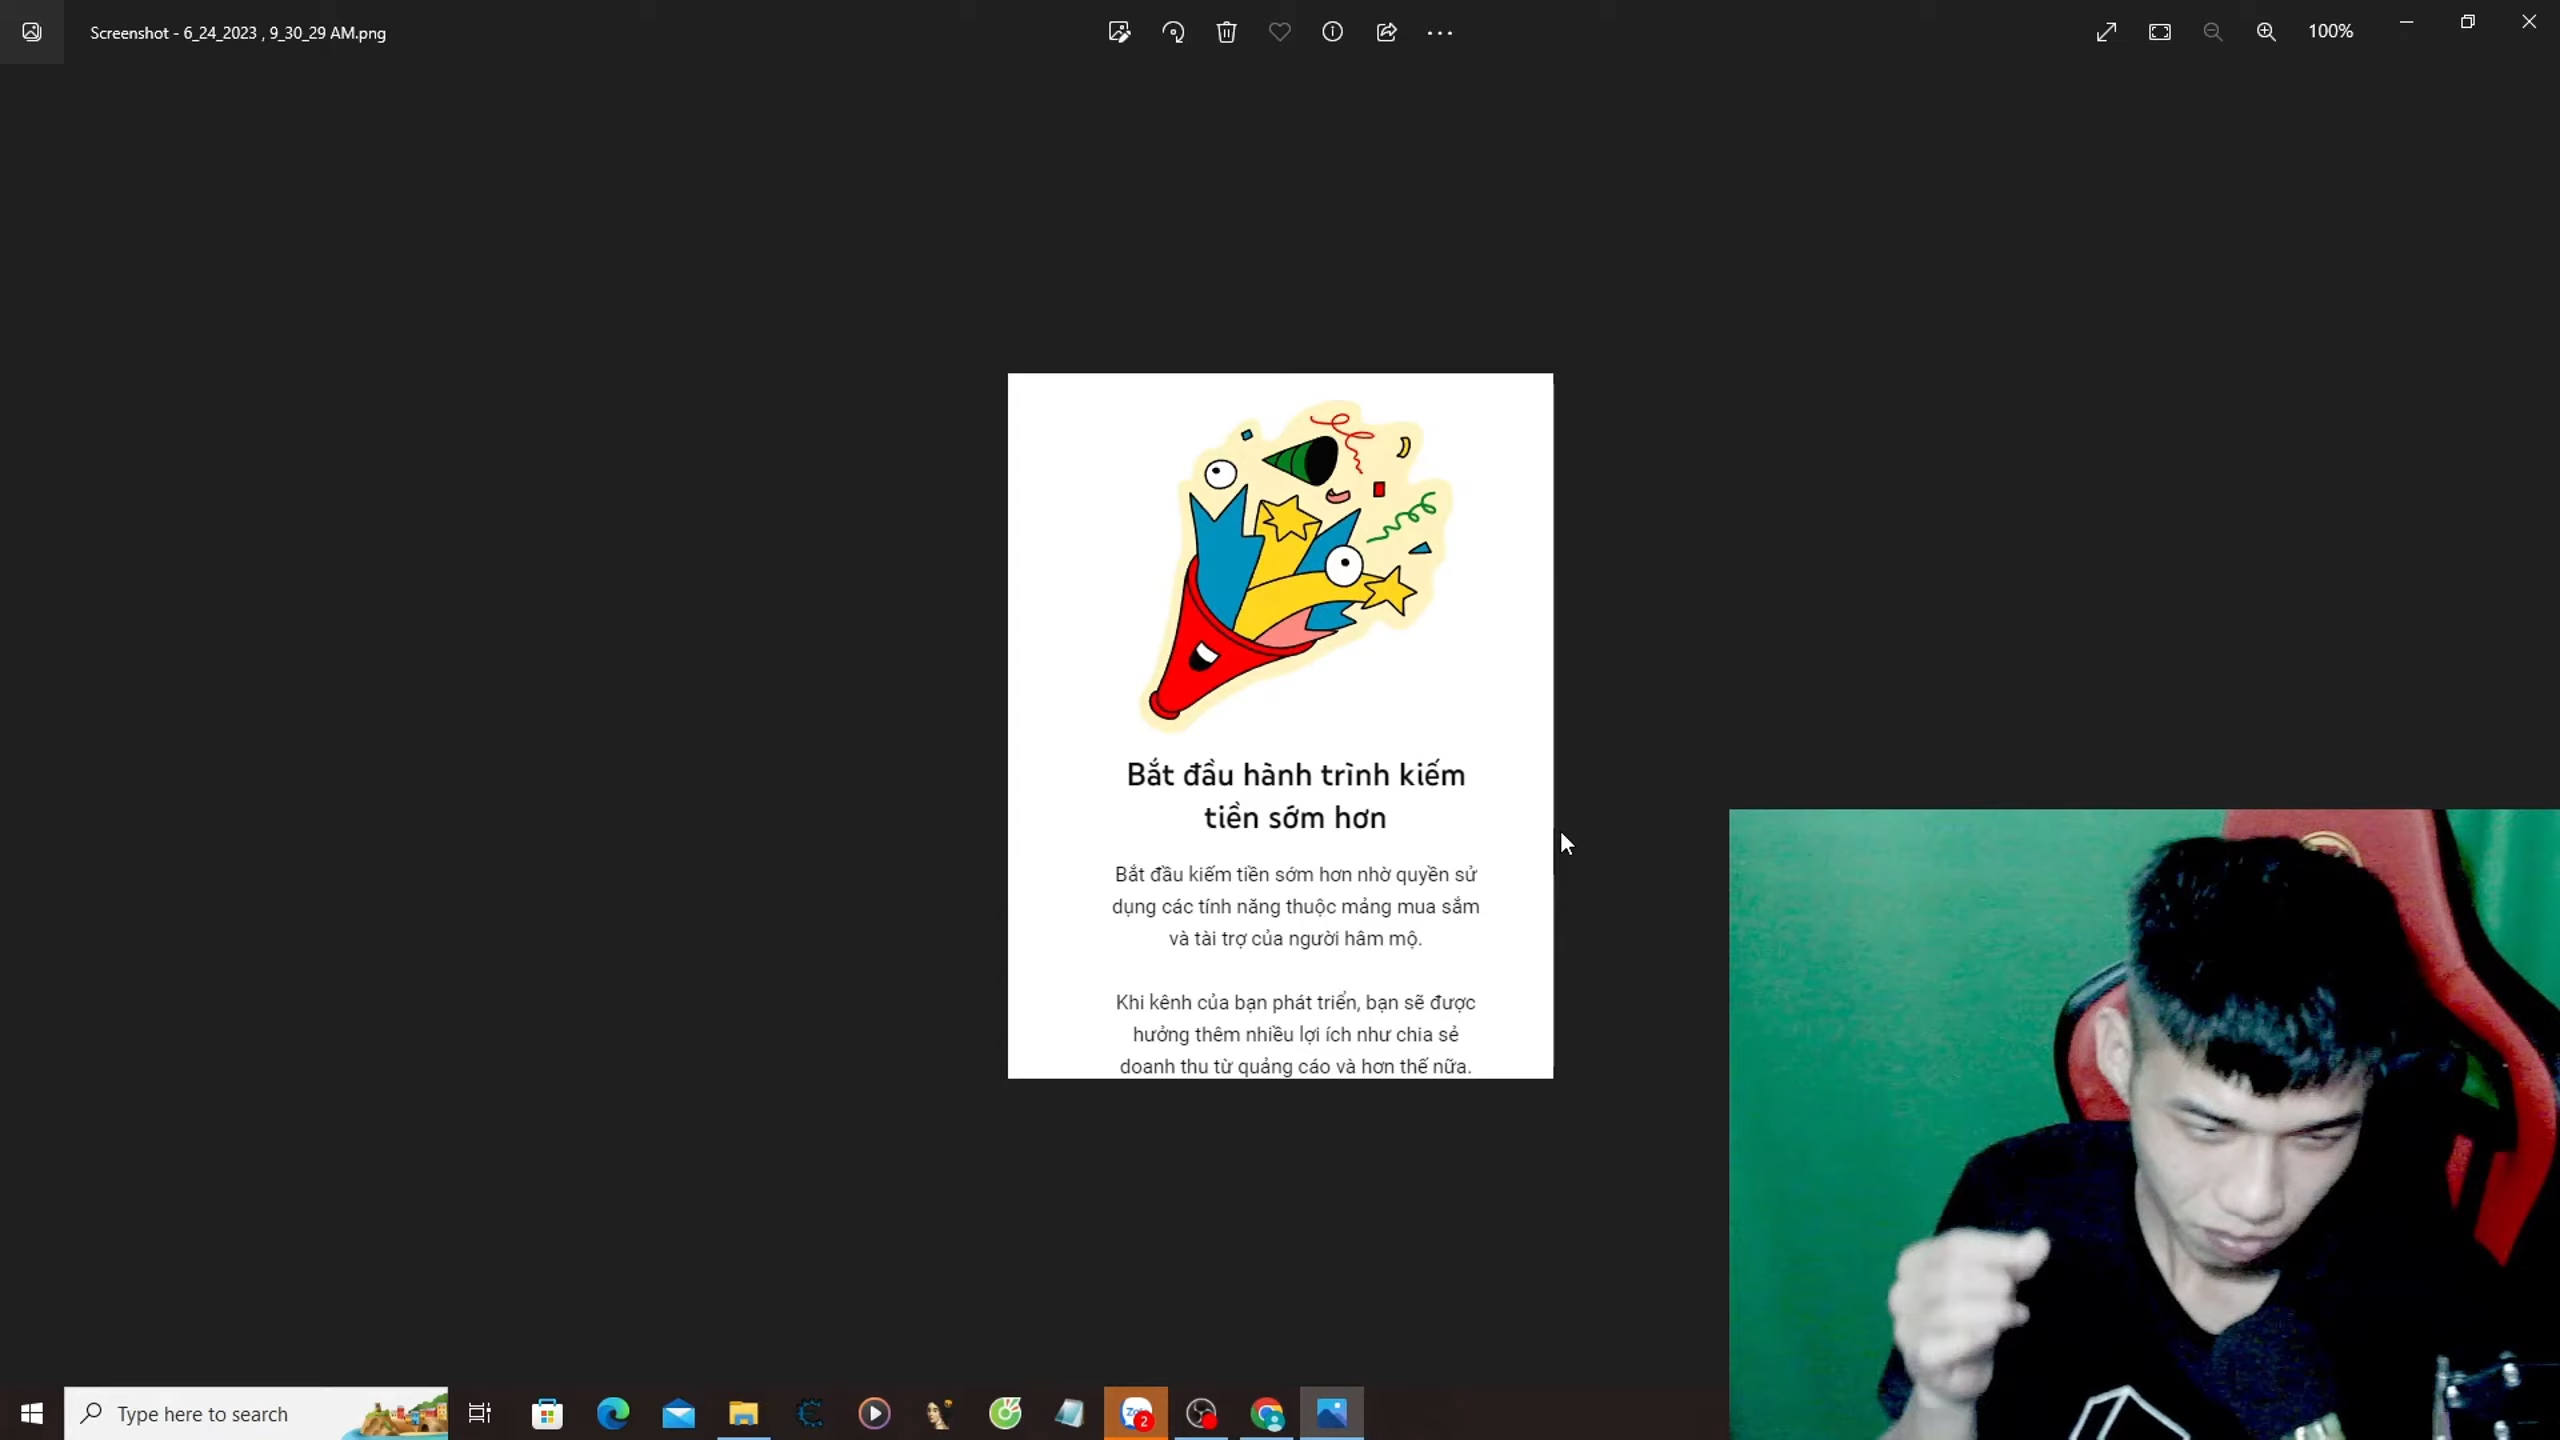 Screenshot - 6_24_2023 , 9_30_29 AM.png
100%
Bắt đầu hành trình kiếm
tiền sớm hơn
Bắt đầu kiếm tiền sớm hơn nhờ quyền sử
dụng các tính năng thuộc mảng mua sắm
và tài trợ của người hâm mộ.
Khi kênh của bạn phát triển, bạn sẽ được
hưởng thêm nhiều lợi ích như chia sẻ
doanh thu từ quảng cáo và hơn thế nữa.
Type here to search
2